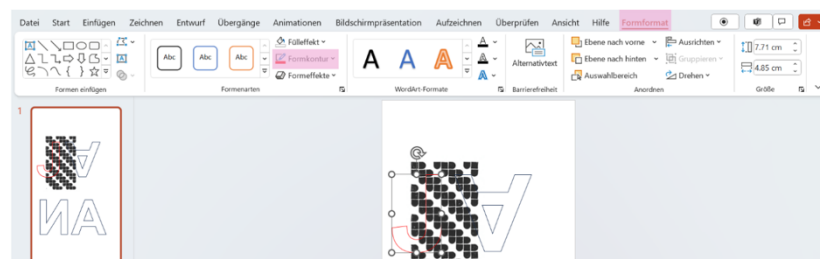 Datei Start Einfügen Zeichnen Entwurf Übergänge Animationen Bildschirmpräsentation Aufzeichnen Überprüfen Ansicht Hilfe Formformat
Abc Abc Abc
Fülleffekt
Formkontur
Formeffekte
A A A
Alternativtext
Ebene nach vorne
Ebene nach hinten
Auswahlbereich
Ausrichten
Gruppieren
Drehen
7.71 cm
4.85 cm
Formen einfügen Formenarten WordArt-Formate Barrierefreiheit Anordnen Größe
1